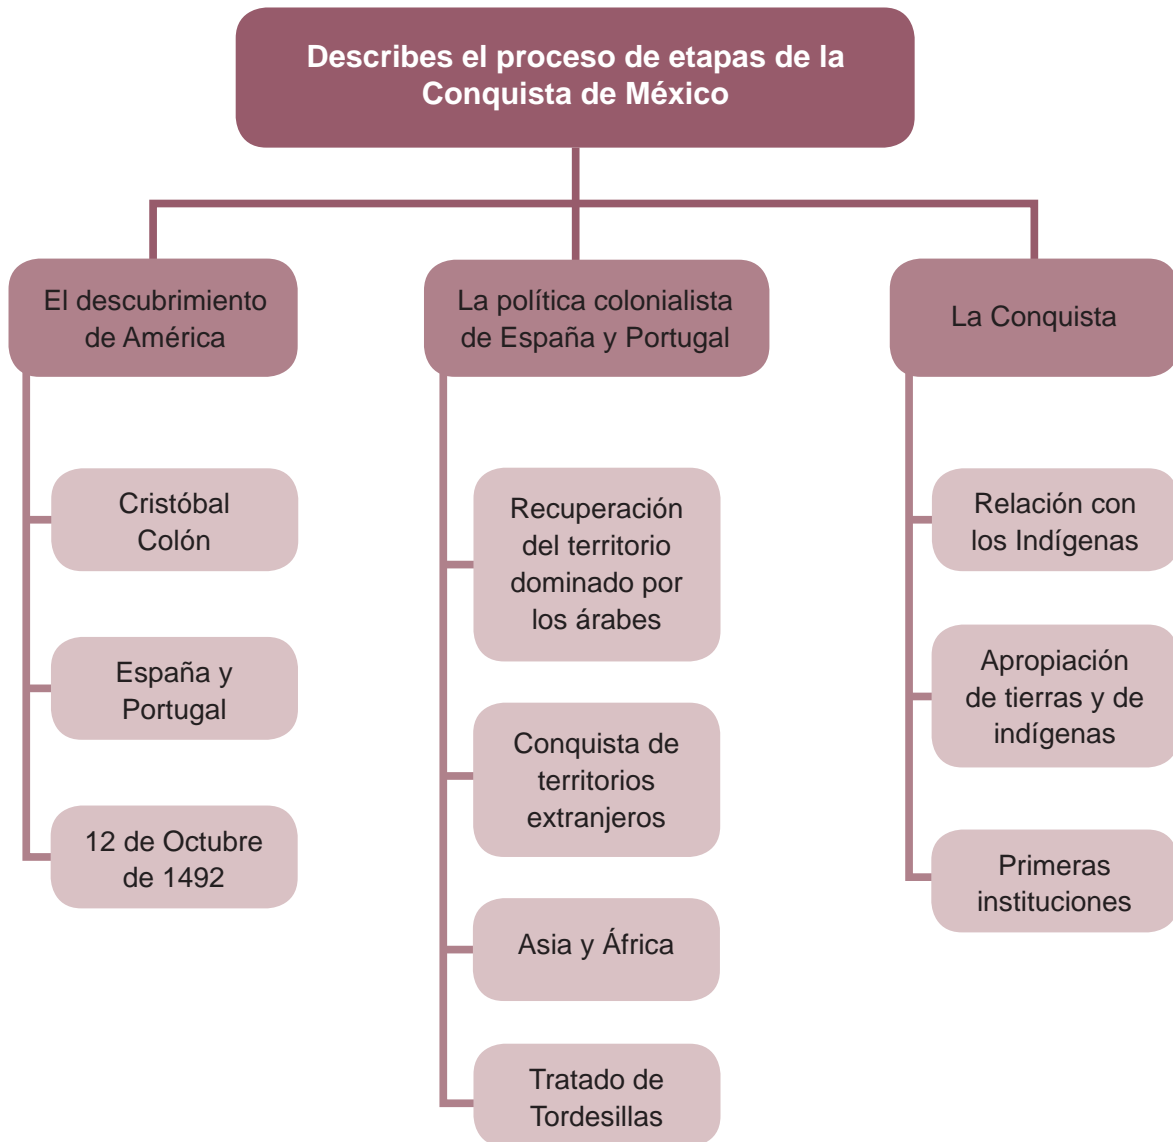 Describes el proceso de etapas de la
Conquista de México
El descubrimiento
de América
Cristóbal
Colón
España y
Portugal
12 de Octubre
de 1492
La política colonialista
de España y Portugal
Recuperación
del territorio
dominado por
los árabes
Conquista de
territorios
extranjeros
Asia y África
Tratado de
Tordesillas
La Conquista
Relación con
los Indígenas
Apropiación
de tierras y de
indígenas
Primeras
instituciones